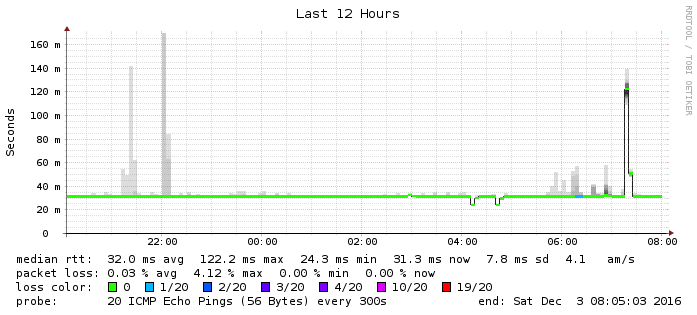 Last 12 Hours
RRDTOOL / TOBI OETIKER
Seconds
160 m
140 m
120 m
100 m
80 m
60 m
40 m
20 m
0
22:00 00:00 02:00 04:00 06:00 08:00
median rtt: 32.0 ms avg 122.2 ms max 24.3 ms min 31.3 ms now 7.8 ms sd 4.1 am/s
packet loss: 0.03 % avg 4.12 % max 0.00 % min 0.00 % now
loss color: 0 1/20 2/20 3/20 4/20 10/20 19/20
probe: 20 ICMP Echo Pings (56 Bytes) every 300s end: Sat Dec 3 08:05:03 2016